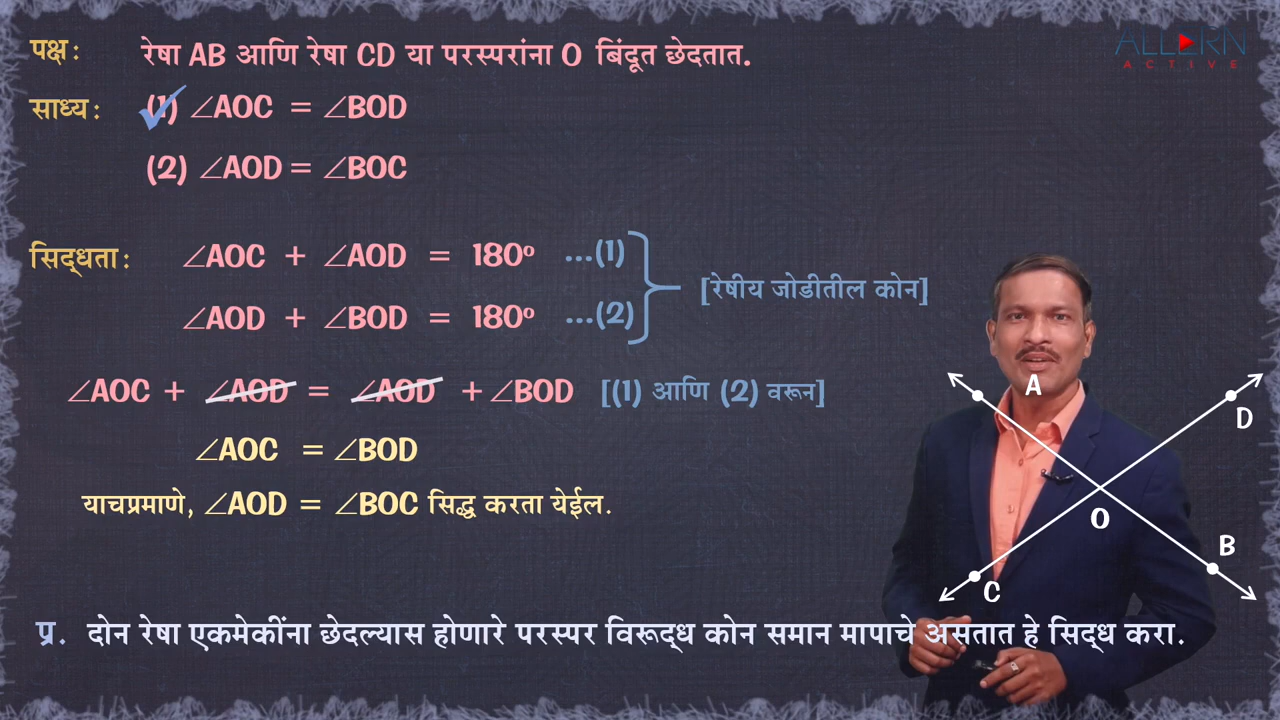 पक्ष: रेषा AB आणि रेषा CD या परस्परांना O बिंदूत छेदतात.
ALLERN
ACTIVE
साध्य: (1) ∠AOC = ∠BOD
(2) ∠AOD = ∠BOC
सिद्धता: ∠AOC + ∠AOD = 180° ...(1)
∠AOD + ∠BOD = 180° ...(2)
[रेषीय जोडीतील कोन]
∠AOC + ∠AOD = ∠AOD + ∠BOD [(1) आणि (2) वरून]
∠AOC = ∠BOD
याचप्रमाणे, ∠AOD = ∠BOC सिद्ध करता येईल.
A
D
O
B
C
प्र. दोन रेषा एकमेकींना छेदल्यास होणारे परस्पर विरूद्ध कोन समान मापाचे असतात हे सिद्ध करा.